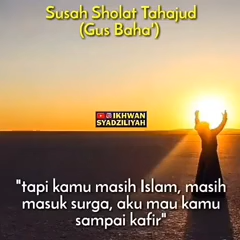 Susah Sholat Tahajud
(Gus Baha')
IKHWAN
SYADZILIYAH
"tapi kamu masih Islam, masih
masuk surga, aku mau kamu
sampai kafir"